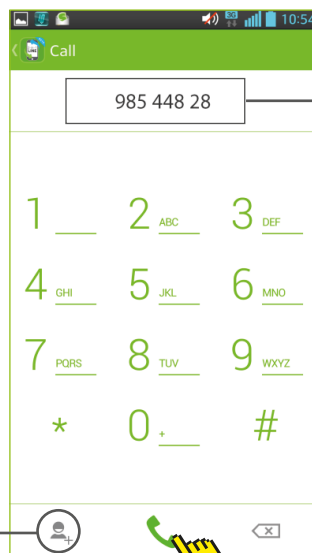 3G 10:54
Call
985 448 28
1 2 ABC 3 DEF
4 GHI 5 JKL 6 MNO
7 PQRS 8 TUV 9 WXYZ
* 0 + #